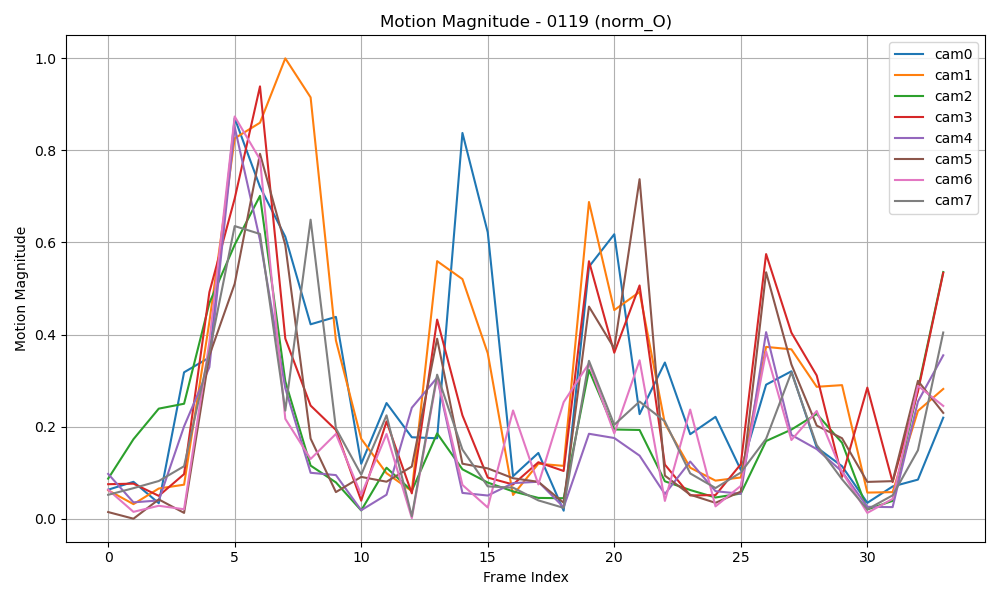 Motion Magnitude - 0119 (norm_O)
Motion Magnitude
1.0
0.8
0.6
0.4
0.2
0.0
0 5 10 15 20 25 30
Frame Index
cam0
cam1
cam2
cam3
cam4
cam5
cam6
cam7